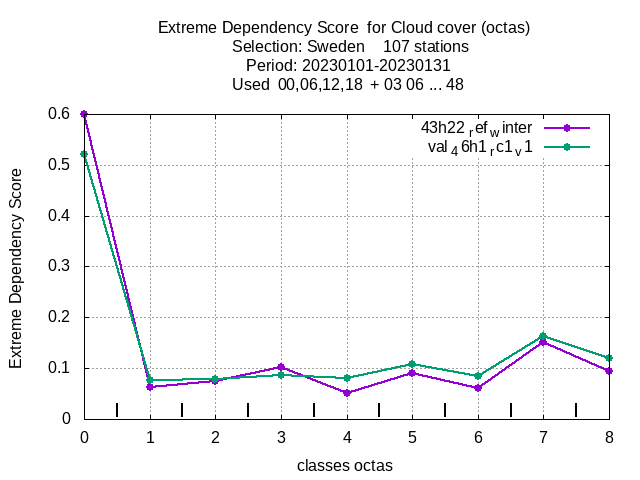 Extreme Dependency Score for Cloud cover (octas)
Selection: Sweden 107 stations
Period: 20230101-20230131
Used 00,06,12,18 + 03 06 ... 48
43h22 ref winter
val 46h1 rc1 v1
Extreme Dependency Score
0.6
0.5
0.4
0.3
0.2
0.1
0
0 1 2 3 4 5 6 7 8
classes octas